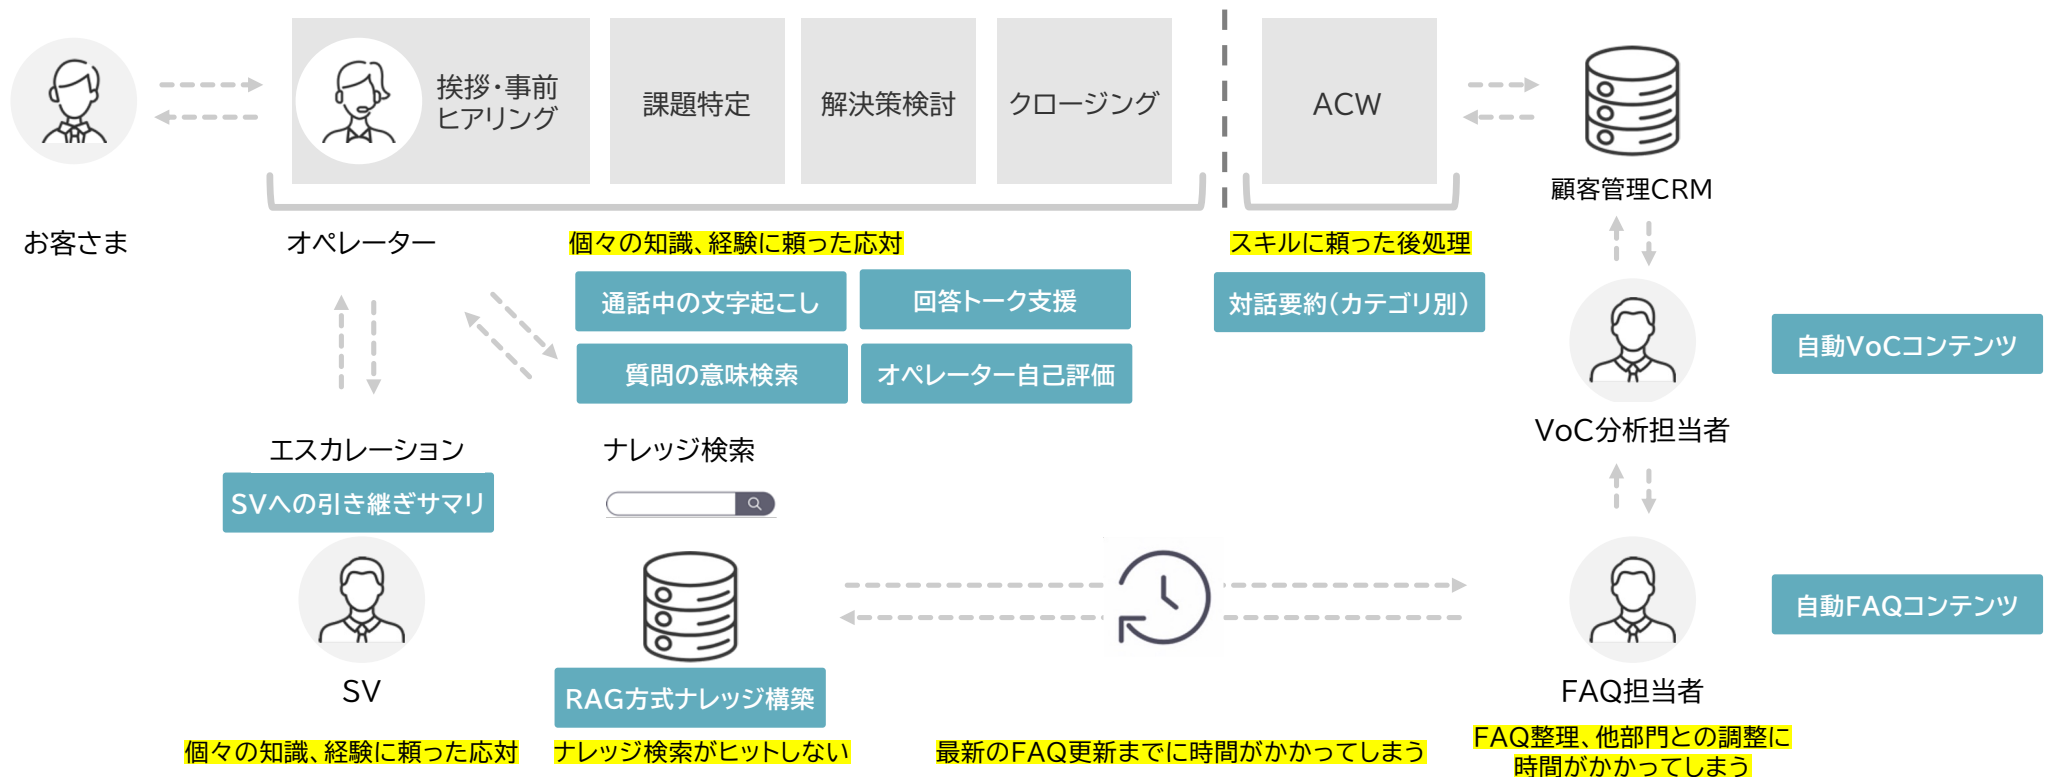 挨拶・事前
ヒアリング
課題特定
解決策検討
クロージング
ACW
顧客管理CRM
お客さま
オペレーター
個々の知識、経験に頼った応対
スキルに頼った後処理
通話中の文字起こし
回答トーク支援
対話要約（カテゴリ別）
質問の意味検索
オペレーター自己評価
自動VoCコンテンツ
VoC分析担当者
エスカレーション
ナレッジ検索
SVへの引き継ぎサマリ
自動FAQコンテンツ
SV
RAG方式ナレッジ構築
FAQ担当者
個々の知識、経験に頼った応対
ナレッジ検索がヒットしない
最新のFAQ更新までに時間がかかってしまう
FAQ整理、他部門との調整に
時間がかかってしまう